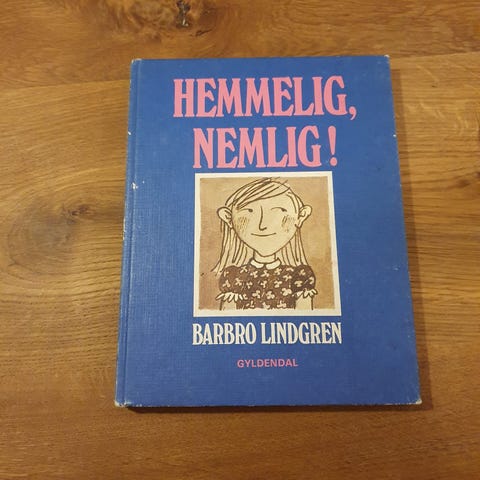 HEMMELIG,
NEMLIG!
BARBRO LINDGREN
GYLDENDAL